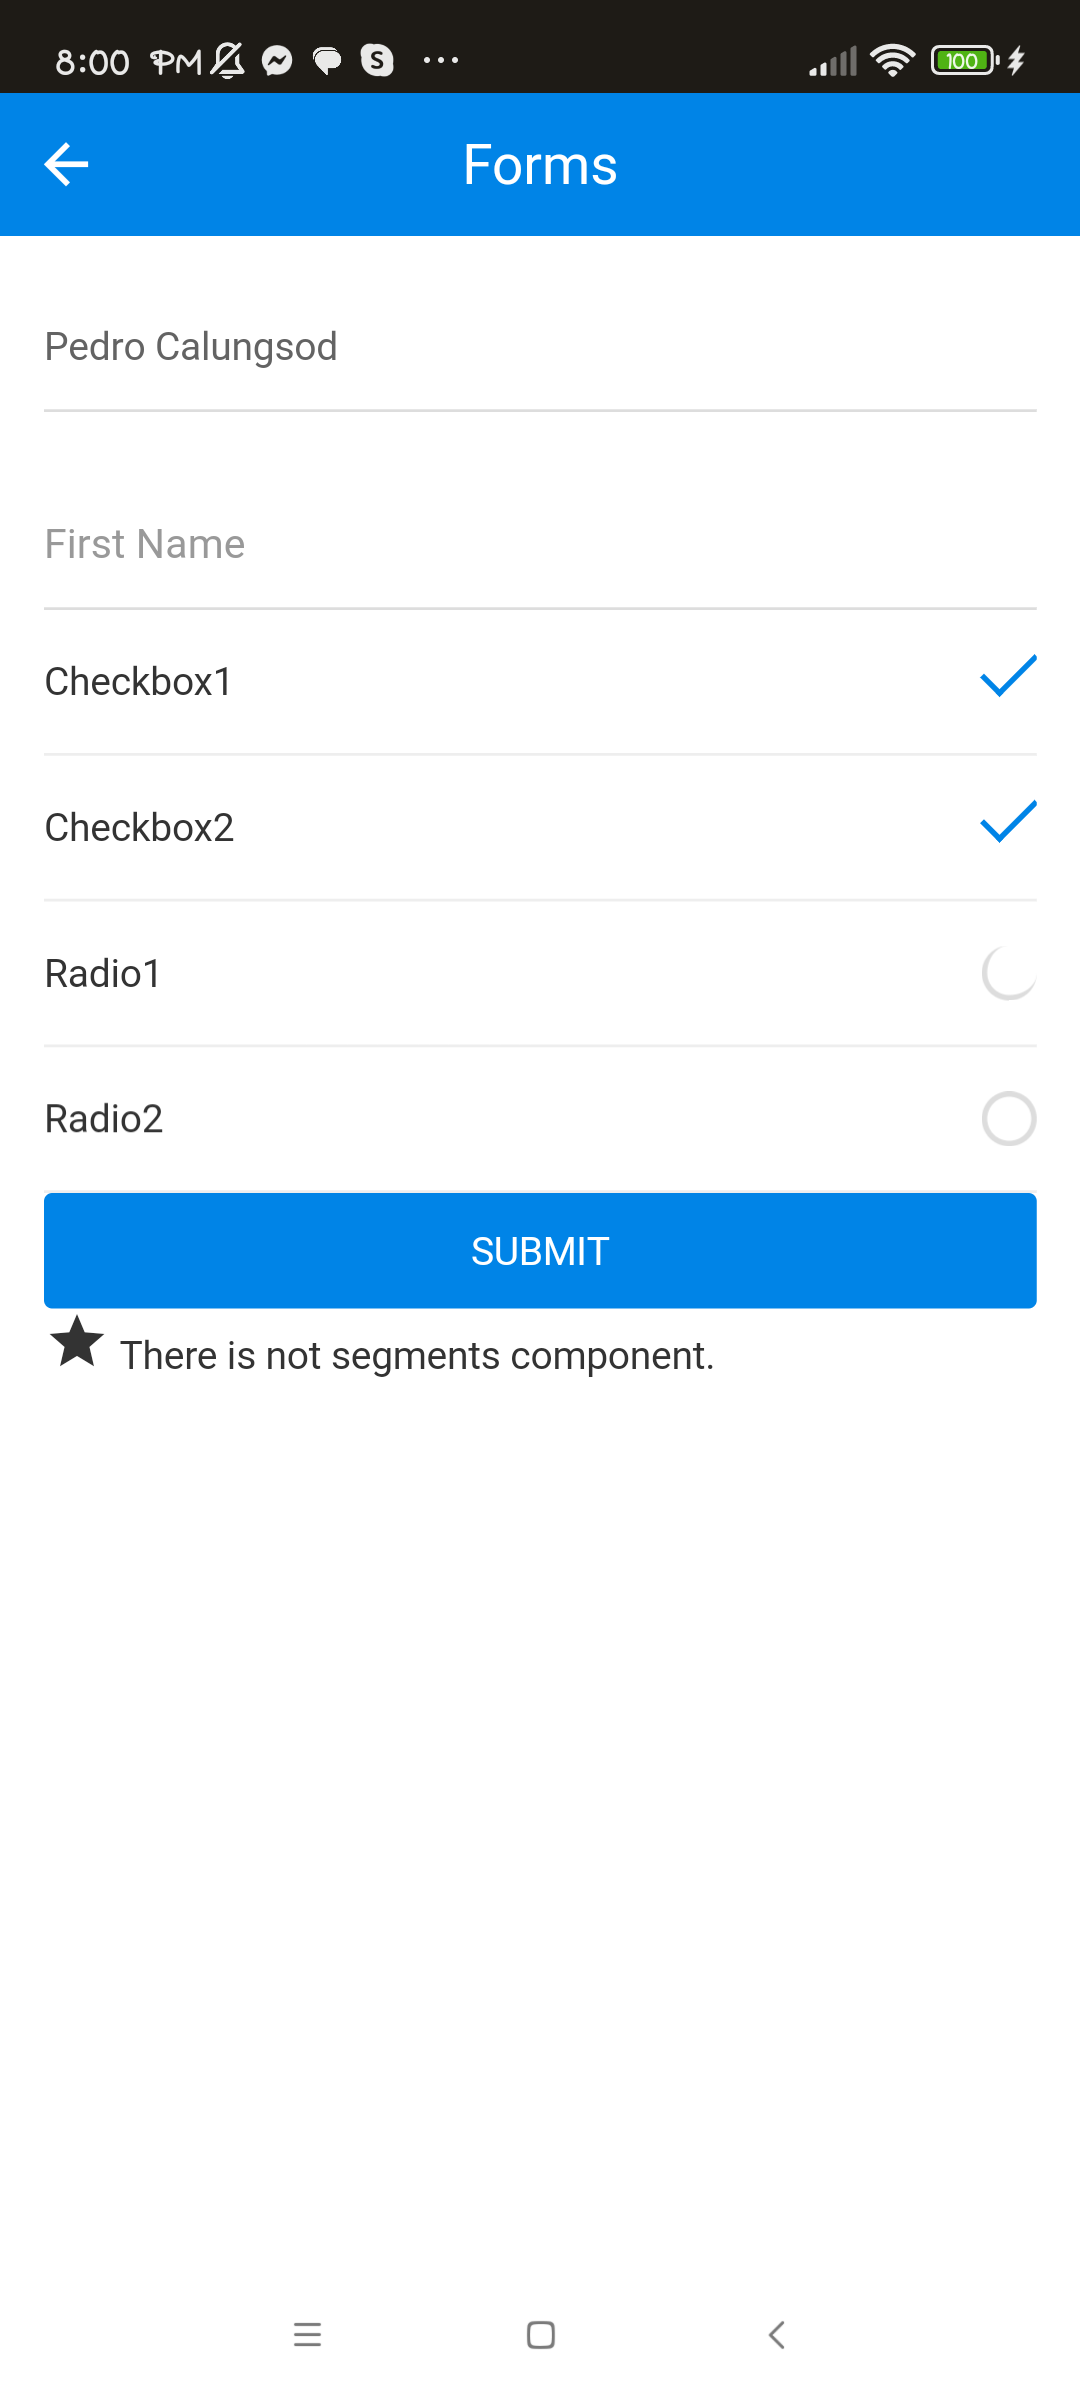 8:00 PM S 100
Forms
Pedro Calungsod
First Name
Checkbox1
Checkbox2
Radio1
Radio2
SUBMIT
There is not segments component.